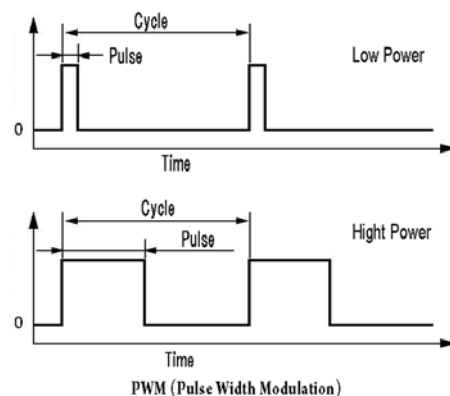 Cycle
Low Power
Pulse
0
Time
Cycle
Hight Power
Pulse
0
Time
PWM (Pulse Width Modulation)